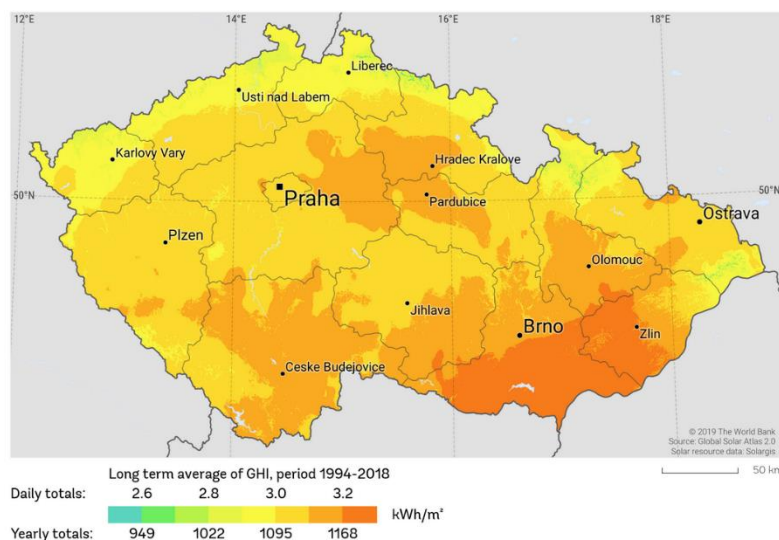 12°E 14°E 16°E 18°E
Liberec
Usti nad Labem
Karlovy Vary
Hradec Kralove
50°N 50°N
Praha
Pardubice
Ostrava
Plzen
Olomouc
Jihlava
Brno
Zlin
Ceske Budejovice
© 2019 The World Bank
Source: Global Solar Atlas 2.0
Solar resource data: Solargis
50 km
Long term average of GHI, period 1994-2018
Daily totals: 2.6 2.8 3.0 3.2
kWh/m²
Yearly totals: 949 1022 1095 1168